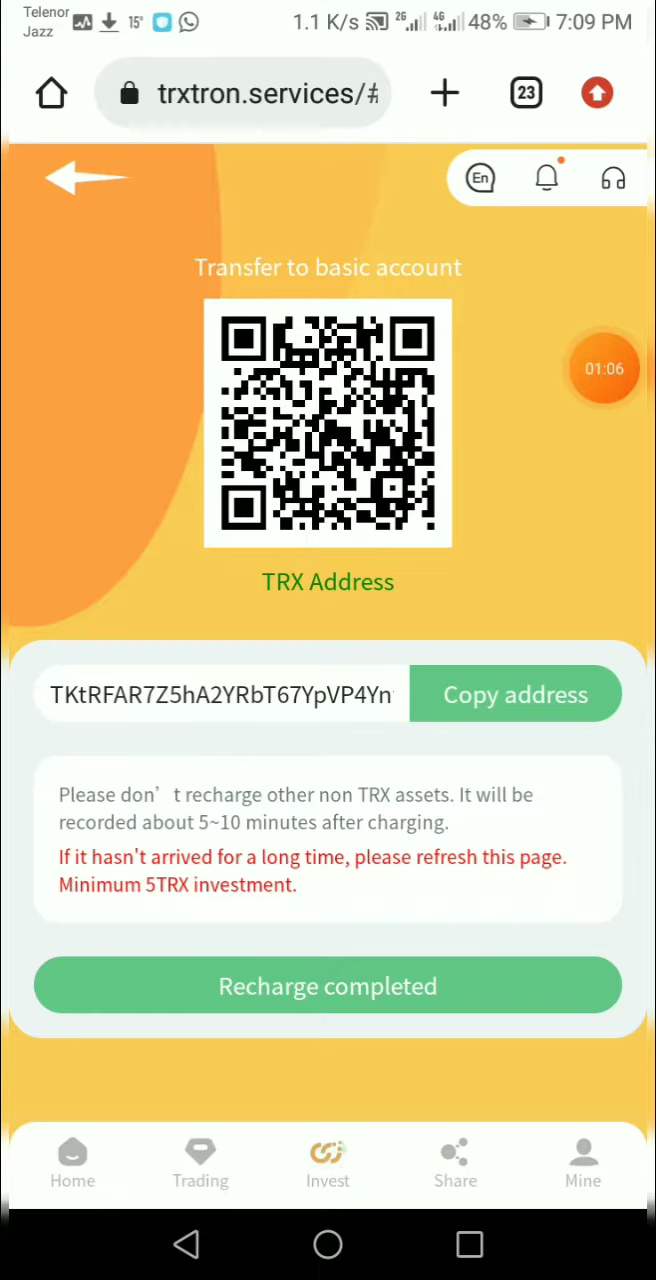 Telenor
Jazz
15°
1.1 K/s
2G
4G
48%
7:09 PM
trxtron.services/#
23
En
Transfer to basic account
01:06
TRX Address
TKtRFAR7Z5hA2YRbT67YpVP4Yn
Copy address
Please don’t recharge other non TRX assets. It will be
recorded about 5~10 minutes after charging.
If it hasn't arrived for a long time, please refresh this page.
Minimum 5TRX investment.
Recharge completed
Home
Trading
Invest
Share
Mine